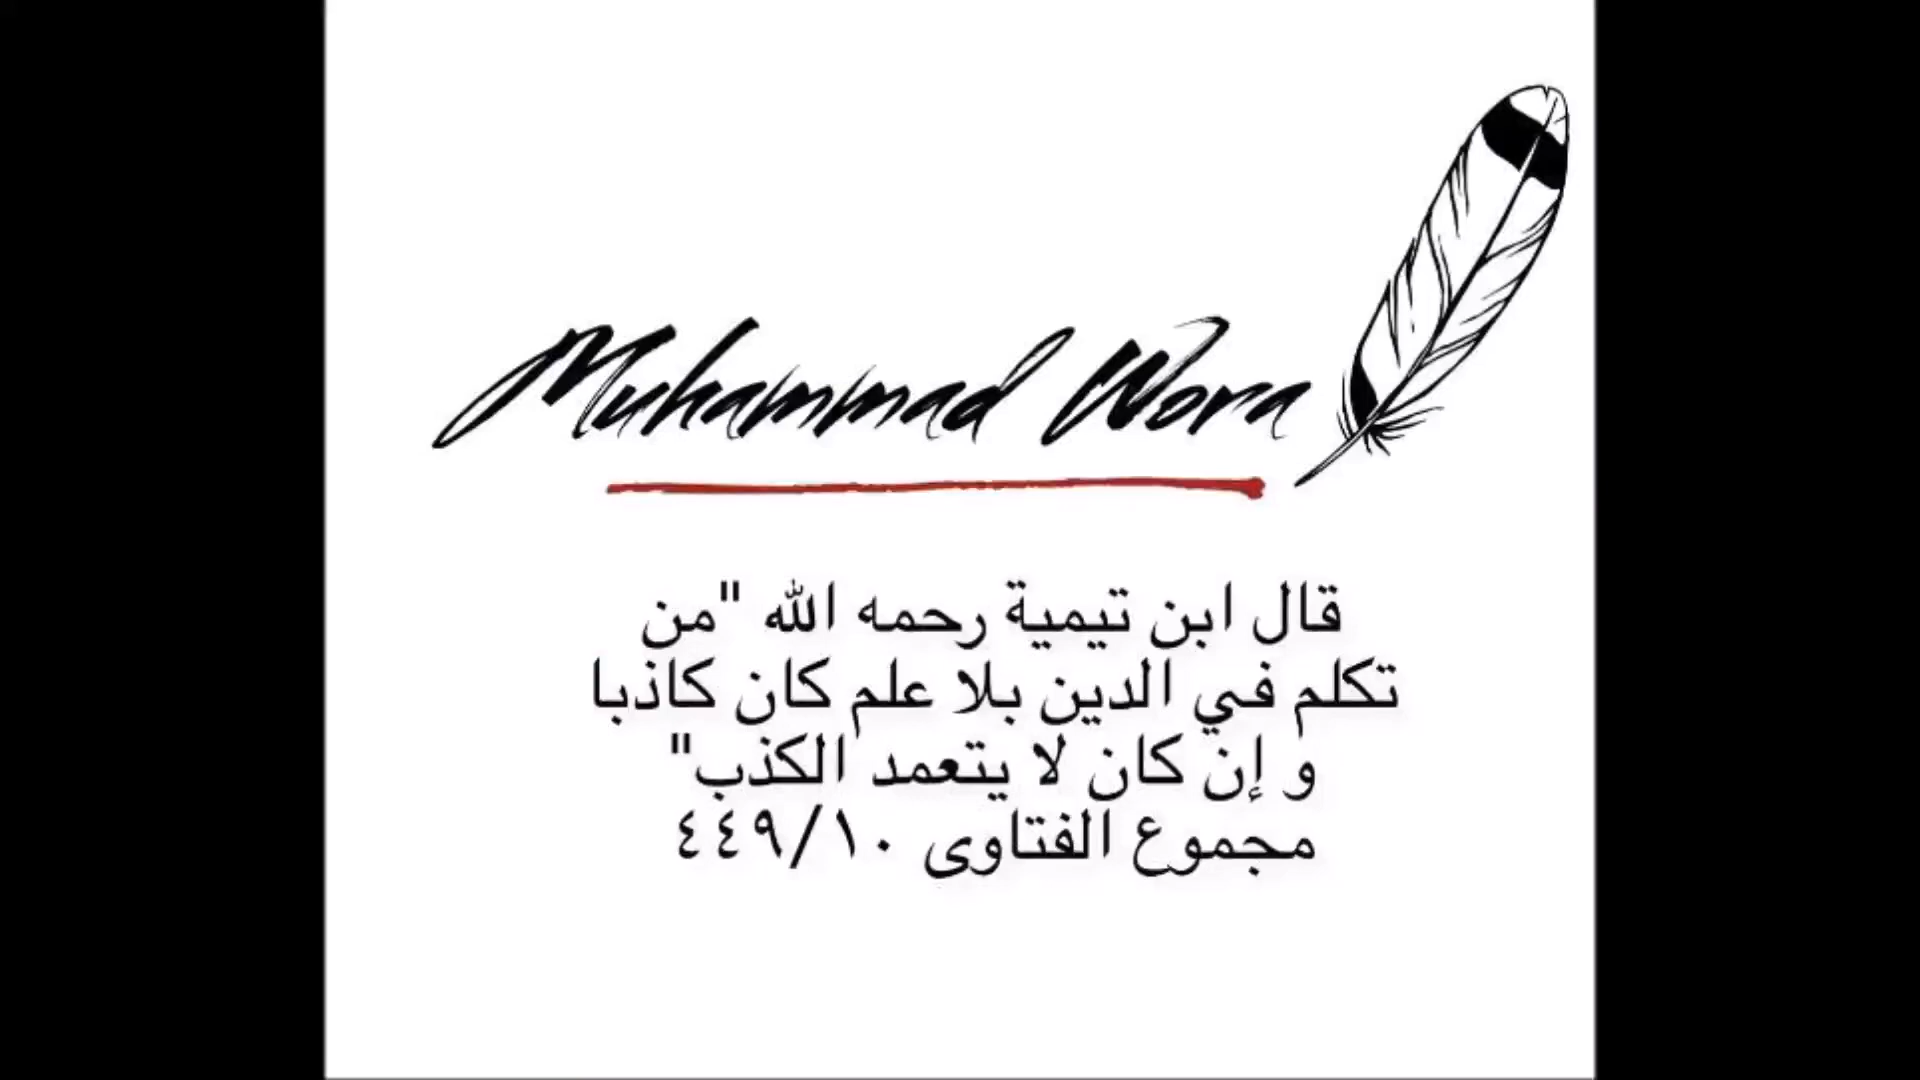 Muhammad Wora
قال ابن تيمية رحمه الله "من
تكلم في الدين بلا علم كان كاذبا
و إن كان لا يتعمد الكذب"
مجموع الفتاوى ٤٤٩/١٠